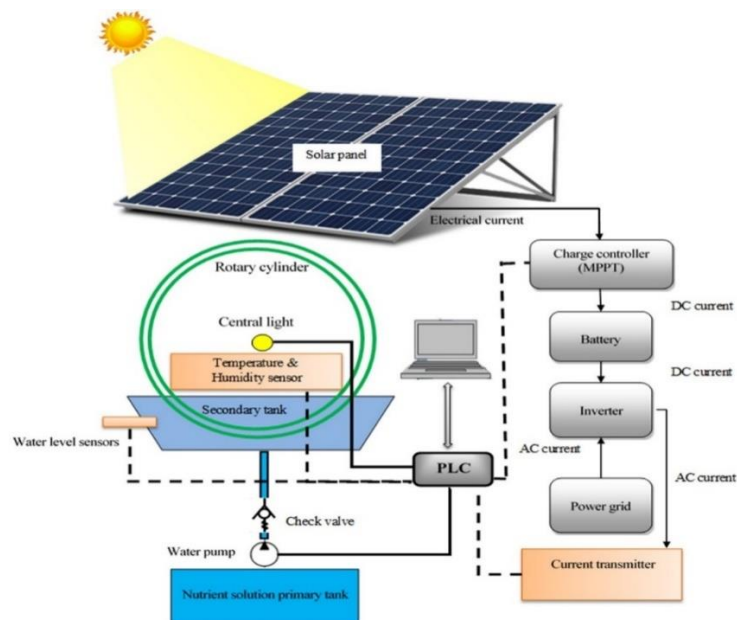 Solar panel
Electrical current
Rotary cylinder
Charge controller
(MPPT)
Central light
DC current
Temperature &
Humidity sensor
Battery
DC current
Secondary tank
Inverter
Water level sensors
AC current
PLC
AC current
Power grid
Check valve
Water pump
Current transmitter
Nutrient solution primary tank